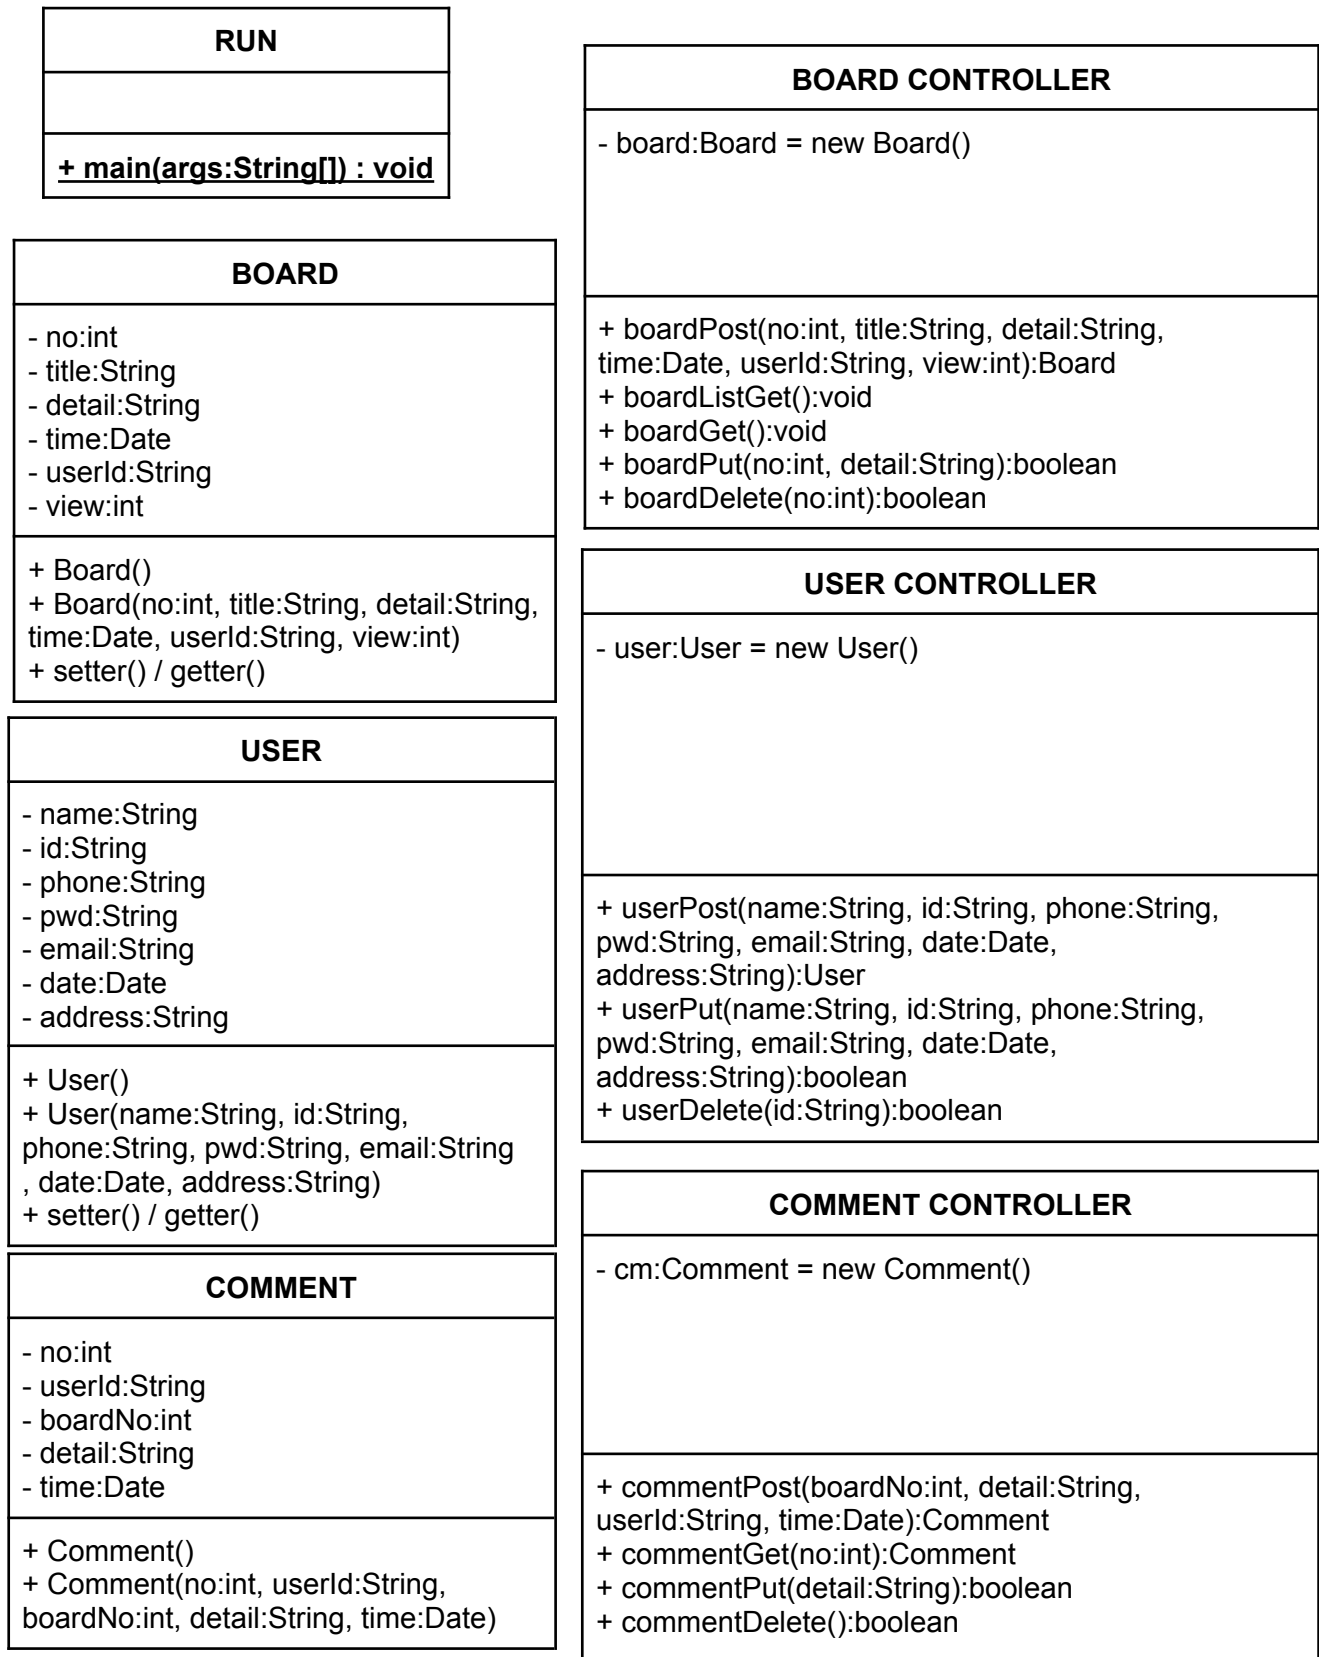 RUN
+ main(args:String[]) : void
BOARD
- no:int
- title:String
- detail:String
- time:Date
- userId:String
- view:int
+ Board()
+ Board(no:int, title:String, detail:String,
time:Date, userId:String, view:int)
+ setter() / getter()
USER
- name:String
- id:String
- phone:String
- pwd:String
- email:String
- date:Date
- address:String
+ User()
+ User(name:String, id:String,
phone:String, pwd:String, email:String
, date:Date, address:String)
+ setter() / getter()
COMMENT
- no:int
- userId:String
- boardNo:int
- detail:String
- time:Date
+ Comment()
+ Comment(no:int, userId:String,
boardNo:int, detail:String, time:Date)
BOARD CONTROLLER
- board:Board = new Board()
+ boardPost(no:int, title:String, detail:String,
time:Date, userId:String, view:int):Board
+ boardListGet():void
+ boardGet():void
+ boardPut(no:int, detail:String):boolean
+ boardDelete(no:int):boolean
USER CONTROLLER
- user:User = new User()
+ userPost(name:String, id:String, phone:String,
pwd:String, email:String, date:Date,
address:String):User
+ userPut(name:String, id:String, phone:String,
pwd:String, email:String, date:Date,
address:String):boolean
+ userDelete(id:String):boolean
COMMENT CONTROLLER
- cm:Comment = new Comment()
+ commentPost(boardNo:int, detail:String,
userId:String, time:Date):Comment
+ commentGet(no:int):Comment
+ commentPut(detail:String):boolean
+ commentDelete():boolean